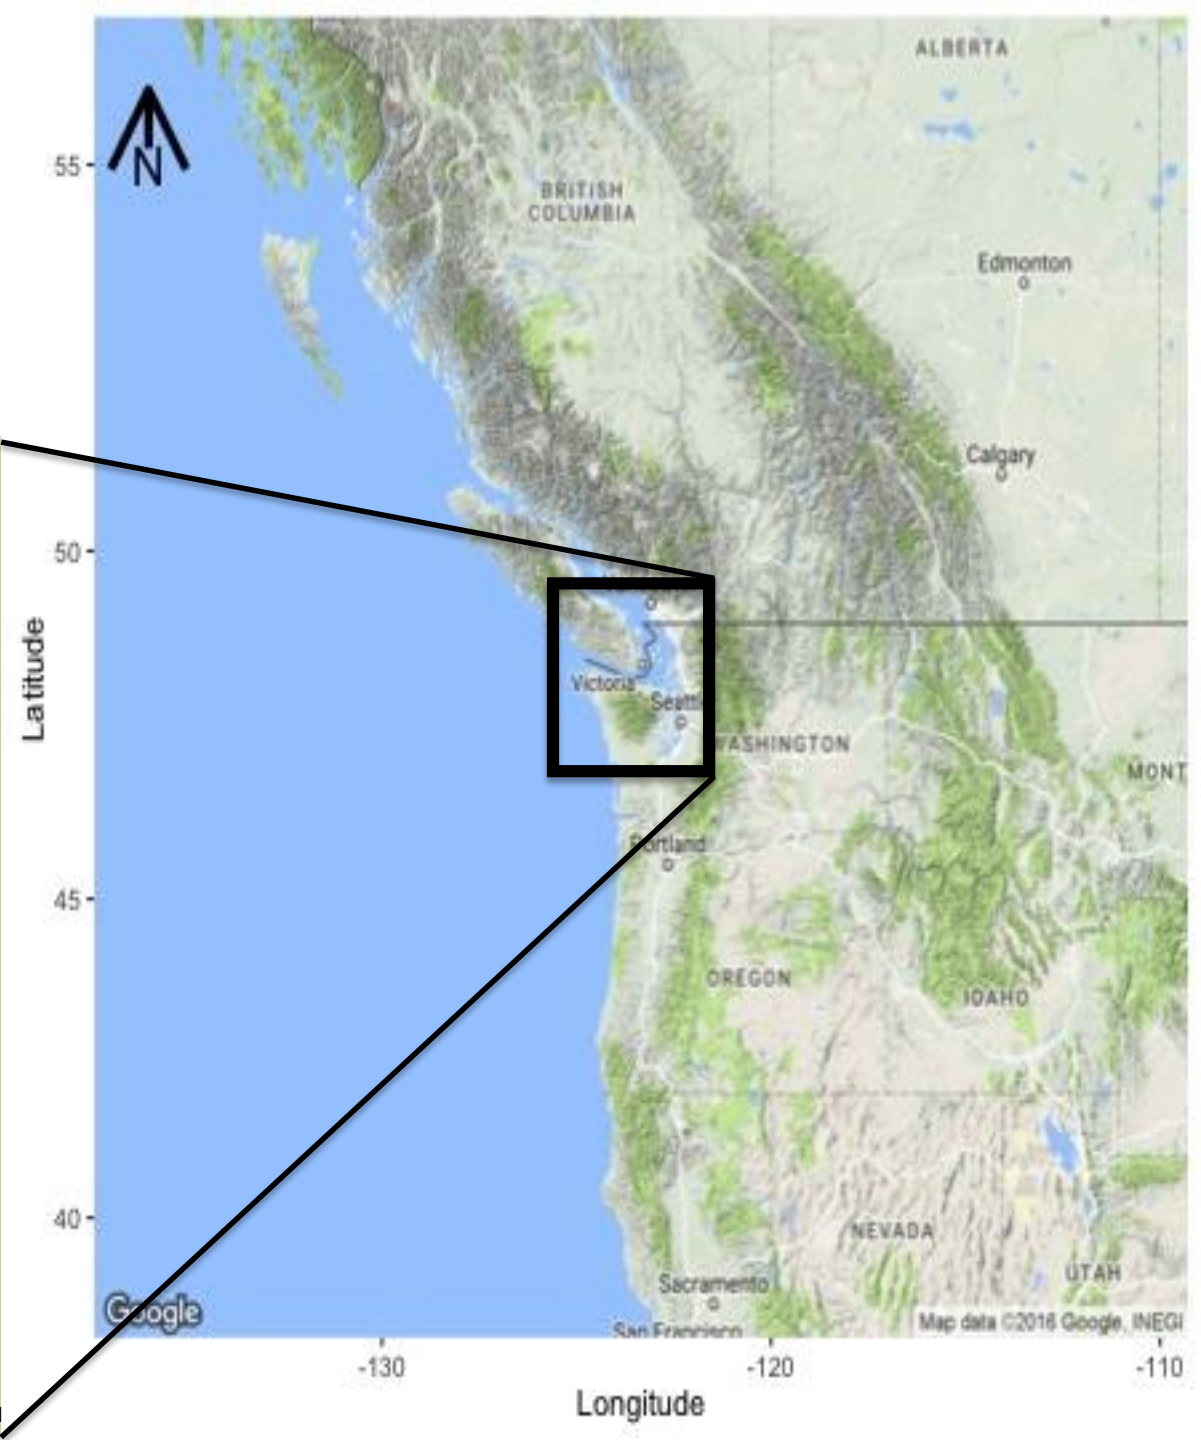 ALBERTA
N
55
BRITISH
COLUMBIA
Edmonton
Calgary
50
Latitude
Victoria
Seattl
WASHINGTON
MONT
Portland
45
OREGON
IDAHO
40
NEVADA
UTAH
Sacramento
San Francisco
Google
Map data ©2016 Google, INEGI
-130
-120
-110
Longitude